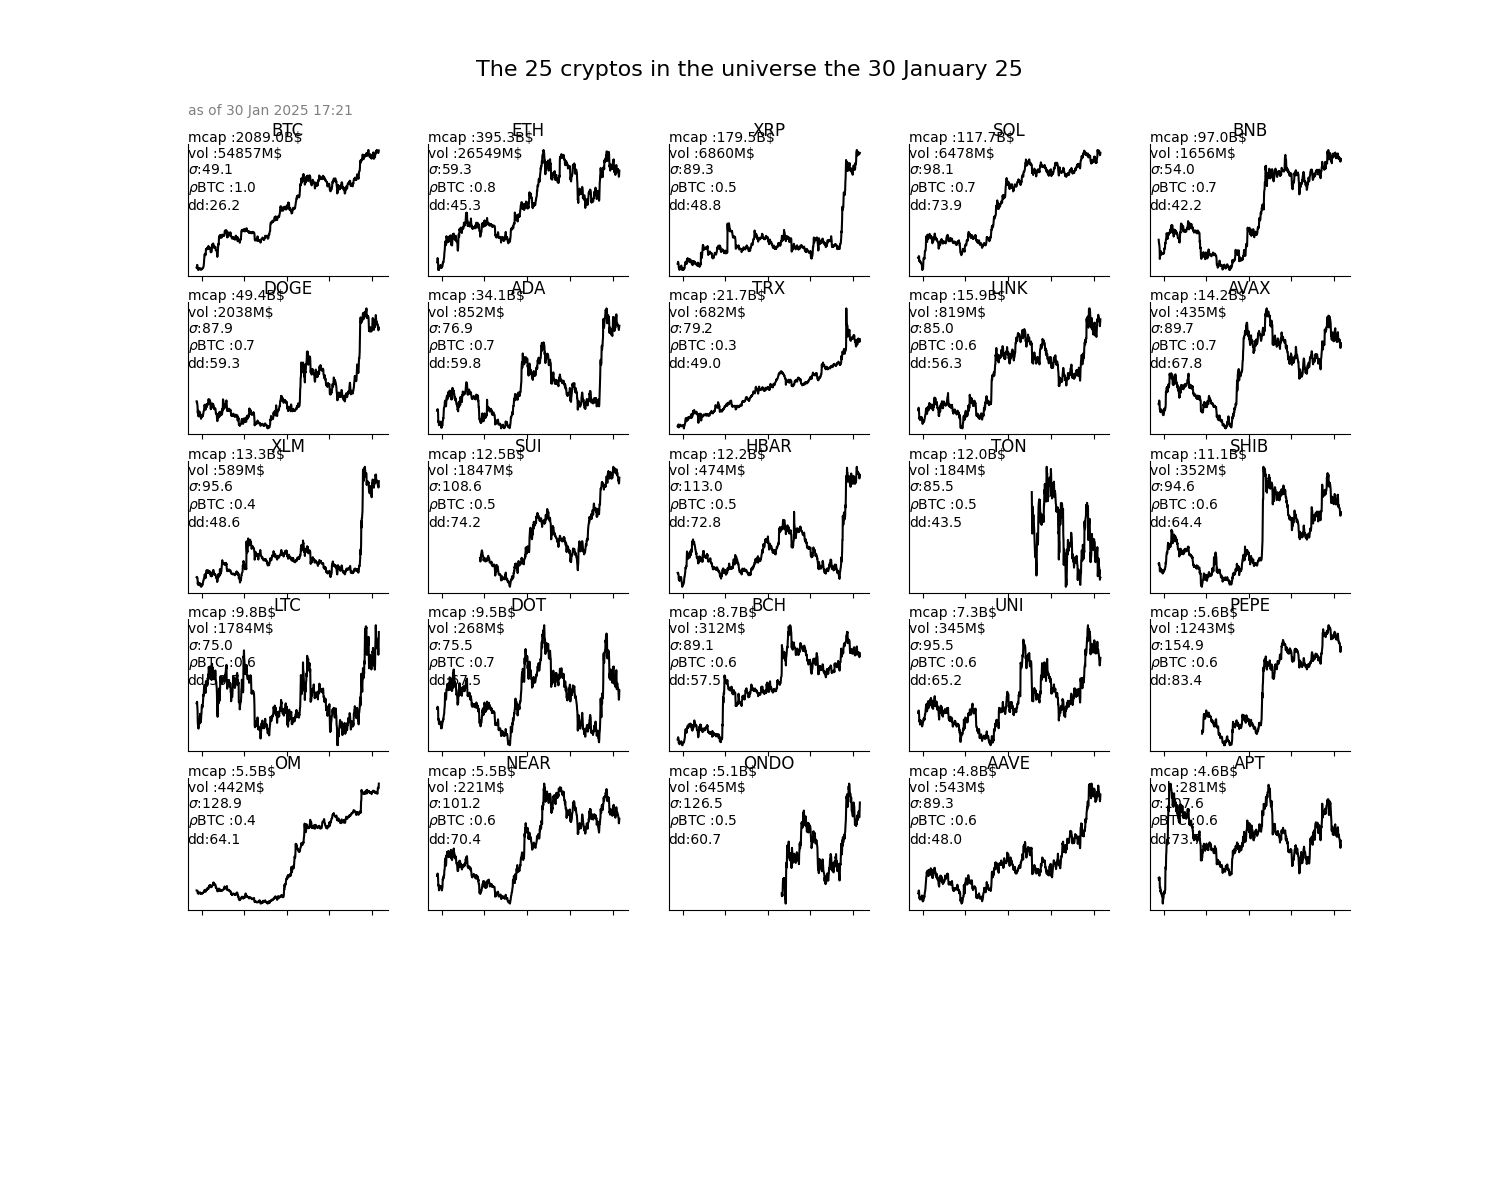 The 25 cryptos in the universe the 30 January 25
as of 30 Jan 2025 17:21
BTC
mcap :2089.0B$
vol :54857M$
σ:49.1
ρBTC :1.0
dd:26.2
ETH
mcap :395.3B$
vol :26549M$
σ:59.3
ρBTC :0.8
dd:45.3
XRP
mcap :179.5B$
vol :6860M$
σ:89.3
ρBTC :0.5
dd:48.8
SOL
mcap :117.7B$
vol :6478M$
σ:98.1
ρBTC :0.7
dd:73.9
BNB
mcap :97.0B$
vol :1656M$
σ:54.0
ρBTC :0.7
dd:42.2
DOGE
mcap :49.4B$
vol :2038M$
σ:87.9
ρBTC :0.7
dd:59.3
ADA
mcap :34.1B$
vol :852M$
σ:76.9
ρBTC :0.7
dd:59.8
TRX
mcap :21.7B$
vol :682M$
σ:79.2
ρBTC :0.3
dd:49.0
LINK
mcap :15.9B$
vol :819M$
σ:85.0
ρBTC :0.6
dd:56.3
AVAX
mcap :14.2B$
vol :435M$
σ:89.7
ρBTC :0.7
dd:67.8
XLM
mcap :13.3B$
vol :589M$
σ:95.6
ρBTC :0.4
dd:48.6
SUI
mcap :12.5B$
vol :1847M$
σ:108.6
ρBTC :0.5
dd:74.2
HBAR
mcap :12.2B$
vol :474M$
σ:113.0
ρBTC :0.5
dd:72.8
TON
mcap :12.0B$
vol :184M$
σ:85.5
ρBTC :0.5
dd:43.5
SHIB
mcap :11.1B$
vol :352M$
σ:94.6
ρBTC :0.6
dd:64.4
LTC
mcap :9.8B$
vol :1784M$
σ:75.0
ρBTC :0.6
DOT
mcap :9.5B$
vol :268M$
σ:75.5
ρBTC :0.7
dd:57.5
BCH
mcap :8.7B$
vol :312M$
σ:89.1
ρBTC :0.6
dd:57.5
UNI
mcap :7.3B$
vol :345M$
σ:95.5
ρBTC :0.6
dd:65.2
PEPE
mcap :5.6B$
vol :1243M$
σ:154.9
ρBTC :0.6
dd:83.4
OM
mcap :5.5B$
vol :442M$
σ:128.9
ρBTC :0.4
dd:64.1
NEAR
mcap :5.5B$
vol :221M$
σ:101.2
ρBTC :0.6
dd:70.4
ONDO
mcap :5.1B$
vol :645M$
σ:126.5
ρBTC :0.5
dd:60.7
AAVE
mcap :4.8B$
vol :543M$
σ:89.3
ρBTC :0.6
dd:48.0
APT
mcap :4.6B$
vol :281M$
σ:107.6
ρBTC :0.6